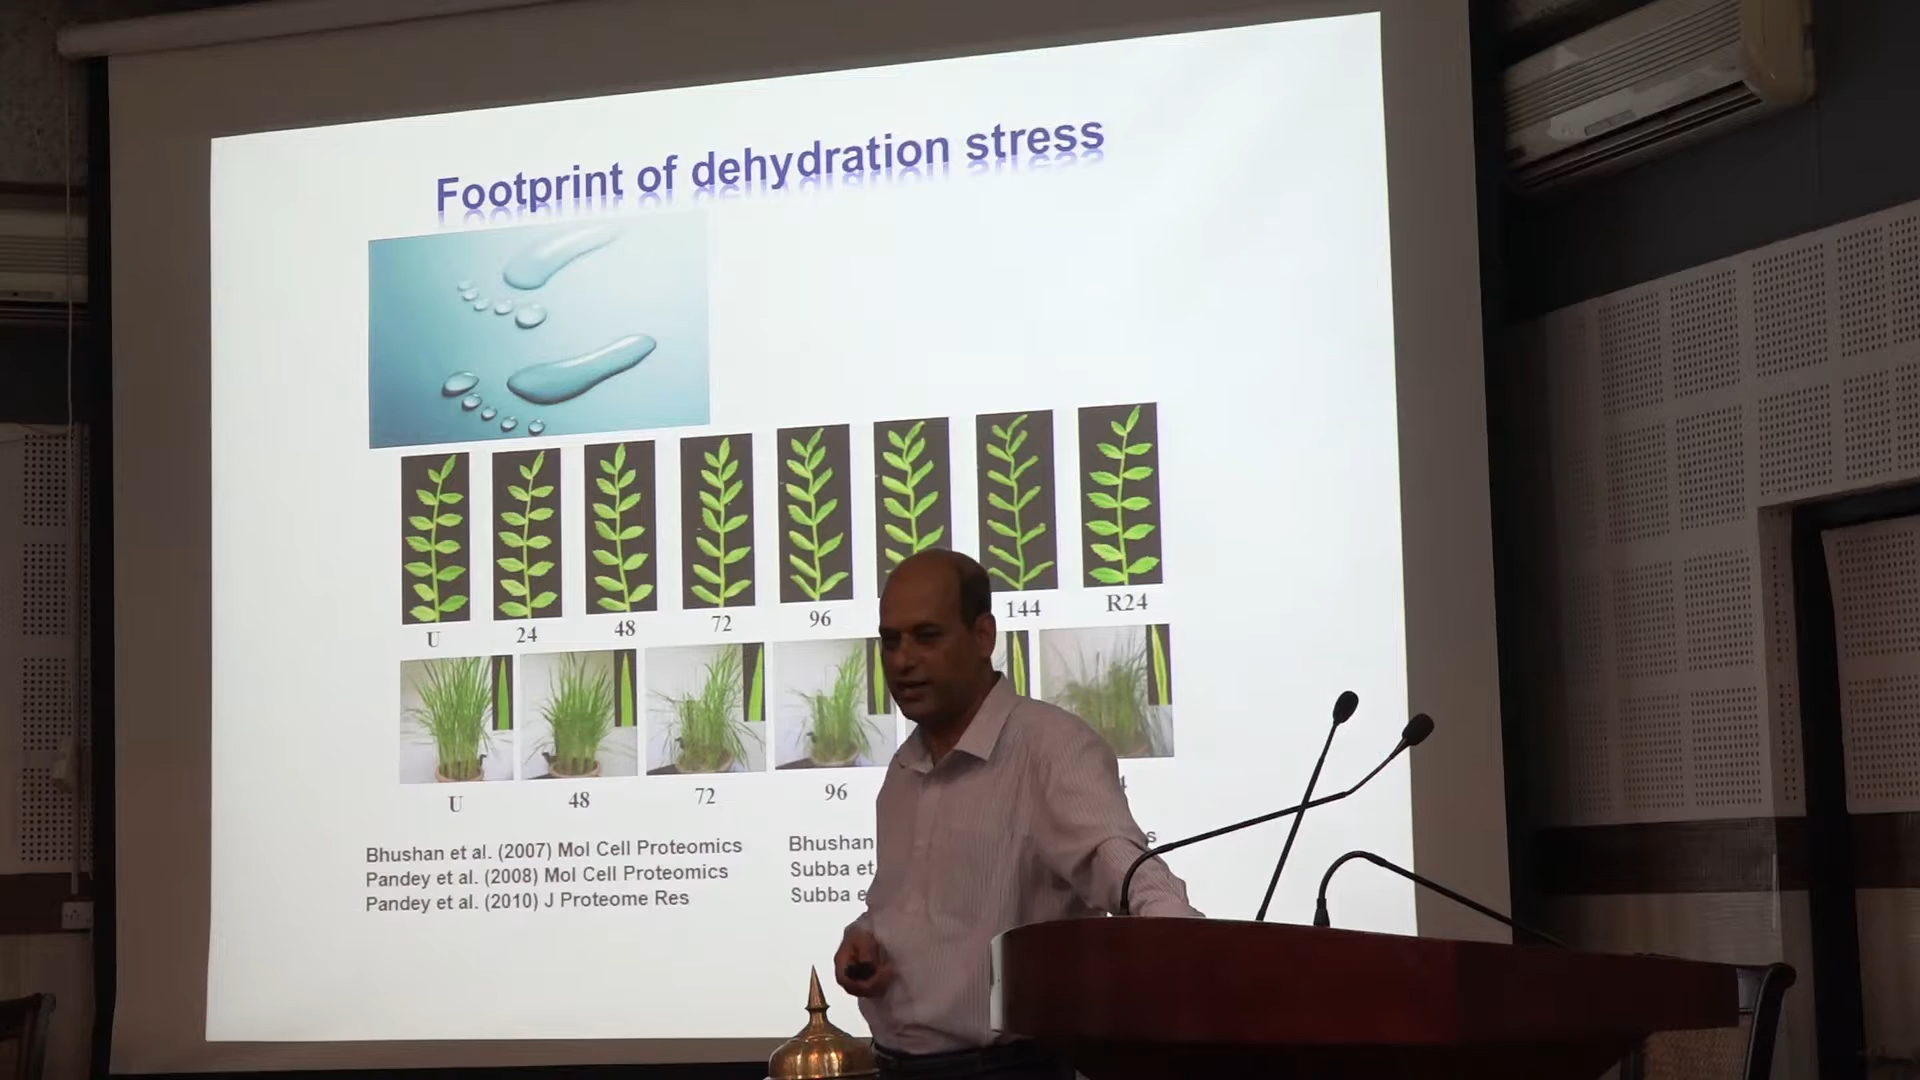 Footprint of dehydration stress
U 24 48 72 96 144 R24
U 48 72 96
Bhushan et al. (2007) Mol Cell Proteomics Bhushan
Pandey et al. (2008) Mol Cell Proteomics Subba et
Pandey et al. (2010) J Proteome Res Subba